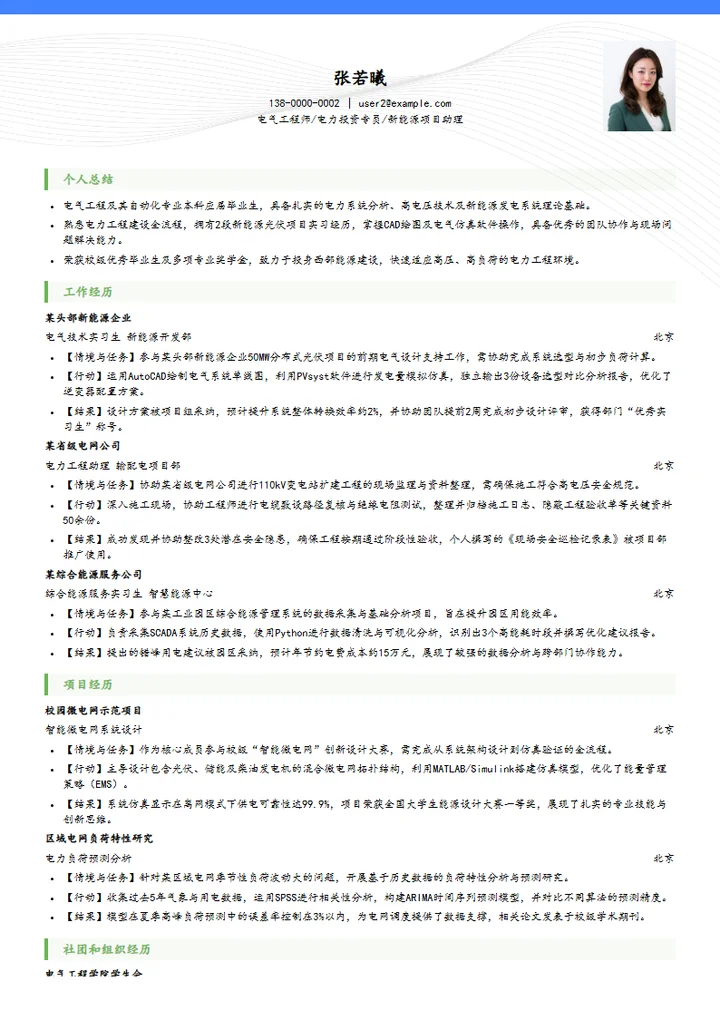 张若曦
138-0000-0002 | user2@example.com
电气工程师/电力投资专员/新能源项目助理
个人总结
• 电气工程及其自动化专业本科应届毕业生，具备扎实的电力系统分析、高电压技术及新能源发电系统理论基础。
• 熟悉电力工程建设全流程，拥有2段新能源光伏项目实习经历，掌握CAD绘图及电气仿真软件操作，具备优秀的团队协作与现场问
题解决能力。
• 荣获校级优秀毕业生及多项专业奖学金，致力于投身西部能源建设，快速适应高压、高负荷的电力工程环境。
工作经历
某头部新能源企业
电气技术实习生 新能源开发部 北京
• 【情境与任务】参与某头部新能源企业50MW分布式光伏项目的前期电气设计支持工作，需协助完成系统选型与初步负荷计算。
• 【行动】运用AutoCAD绘制电气系统单线图，利用PVsyst软件进行发电量模拟仿真，独立输出3份设备选型对比分析报告，优化了
逆变器配置方案。
• 【结果】设计方案被项目组采纳，预计提升系统整体转换效率约2%，并协助团队提前2周完成初步设计评审，获得部门“优秀实
习生”称号。
某省级电网公司
电力工程助理 输配电项目部 北京
• 【情境与任务】协助某省级电网公司进行110kV变电站扩建工程的现场监理与资料整理，需确保施工符合高电压安全规范。
• 【行动】深入施工现场，协助工程师进行电缆敷设路径复核与绝缘电阻测试，整理并归档施工日志、隐蔽工程验收单等关键资料
50余份。
• 【结果】成功发现并协助整改3处潜在安全隐患，确保工程按期通过阶段性验收，个人撰写的《现场安全巡检记录表》被项目部
推广使用。
某综合能源服务公司
综合能源服务实习生 智慧能源中心 北京
• 【情境与任务】参与某工业园区综合能源管理系统的数据采集与基础分析项目，旨在提升园区用能效率。
• 【行动】负责采集SCADA系统历史数据，使用Python进行数据清洗与可视化分析，识别出3个高能耗时段并撰写优化建议报告。
• 【结果】提出的错峰用电建议被园区采纳，预计年节约电费成本约15万元，展现了较强的数据分析与跨部门协作能力。
项目经历
校园微电网示范项目
智能微电网系统设计 北京
• 【情境与任务】作为核心成员参与校级“智能微电网”创新设计大赛，需完成从系统架构设计到仿真验证的全流程。
• 【行动】主导设计包含光伏、储能及柴油发电机的混合微电网拓扑结构，利用MATLAB/Simulink搭建仿真模型，优化了能量管理
策略（EMS）。
• 【结果】系统仿真显示在离网模式下供电可靠性达99.9%，项目荣获全国大学生能源设计大赛一等奖，展现了扎实的专业技能与
创新思维。
区域电网负荷特性研究
电力负荷预测分析 北京
• 【情境与任务】针对某区域电网季节性负荷波动大的问题，开展基于历史数据的负荷特性分析与预测研究。
• 【行动】收集过去5年气象与用电数据，运用SPSS进行相关性分析，构建ARIMA时间序列预测模型，并对比不同算法的预测精度。
• 【结果】模型在夏季高峰负荷预测中的误差率控制在3%以内，为电网调度提供了数据支撑，相关论文发表于校级学术期刊。
社团和组织经历
电气工程学院学生会